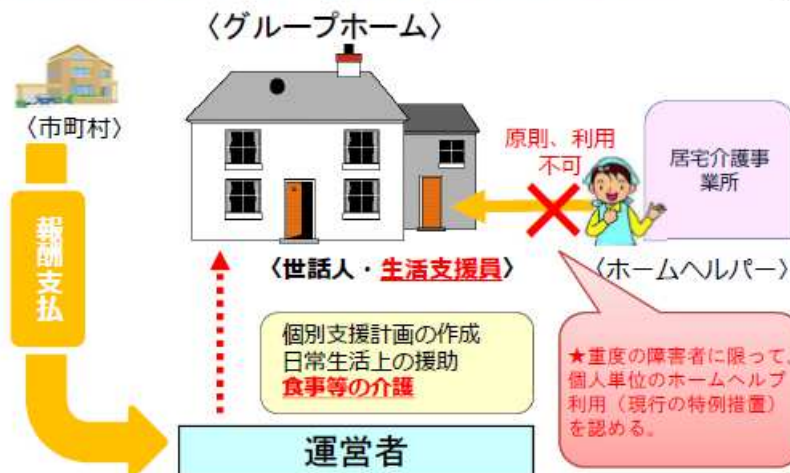 〈グループホーム〉
〈市町村〉
報酬支払
原則、利用
不可
居宅介護事
業所
〈世話人・生活支援員〉
〈ホームヘルパー〉
個別支援計画の作成
日常生活上の援助
食事等の介護
★重度の障害者に限って、
個人単位のホームヘルプ
利用（現行の特例措置）
を認める。
運営者